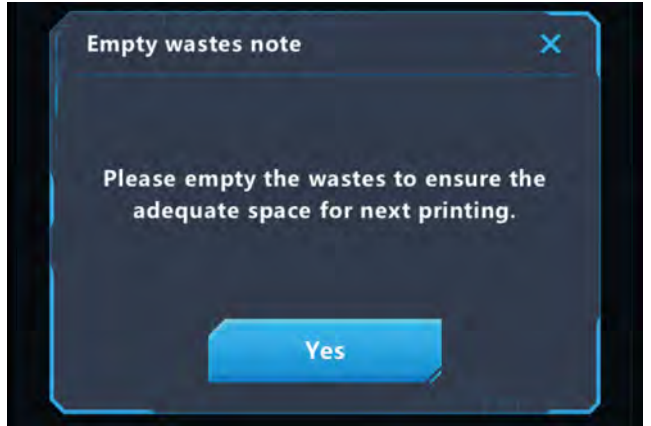 Empty wastes note
Please empty the wastes to ensure the
adequate space for next printing.
Yes